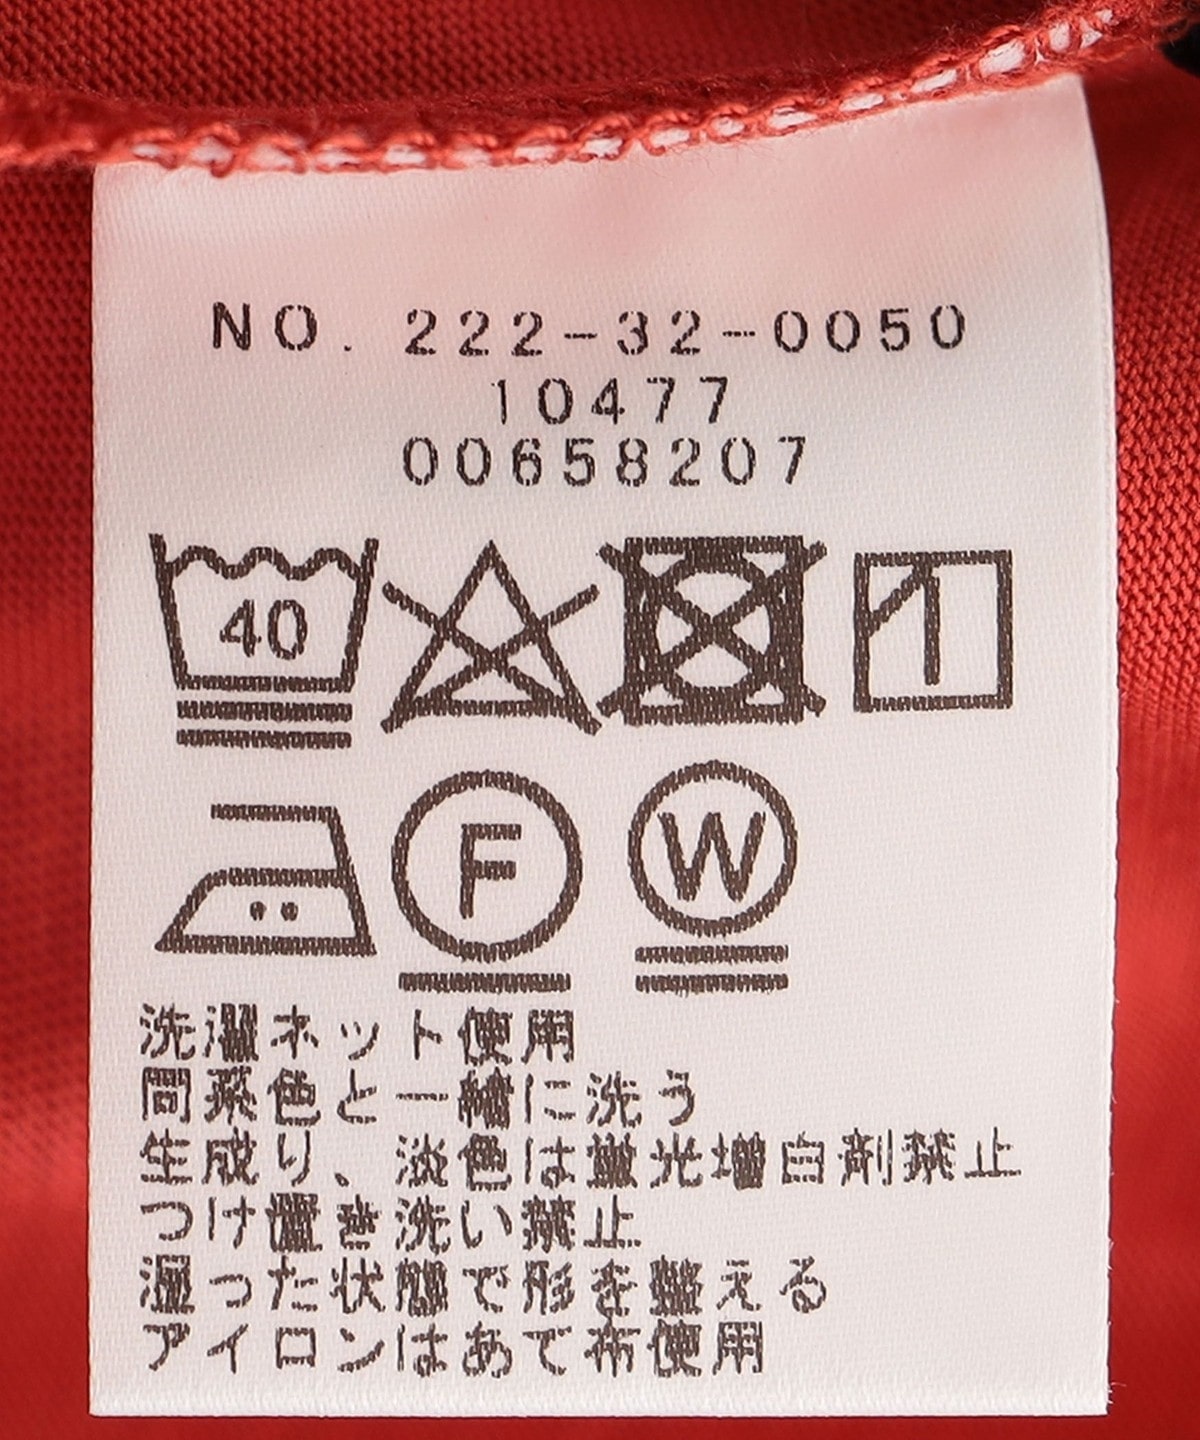 NO. 222-32-0050
10477
00658207
40
F W
洗濯ネット使用
同系色と一緒に洗う
生成り、淡色は蛍光増白剤禁止
つけ置き洗い禁止
湿った状態で形を整える
アイロンはあて布使用